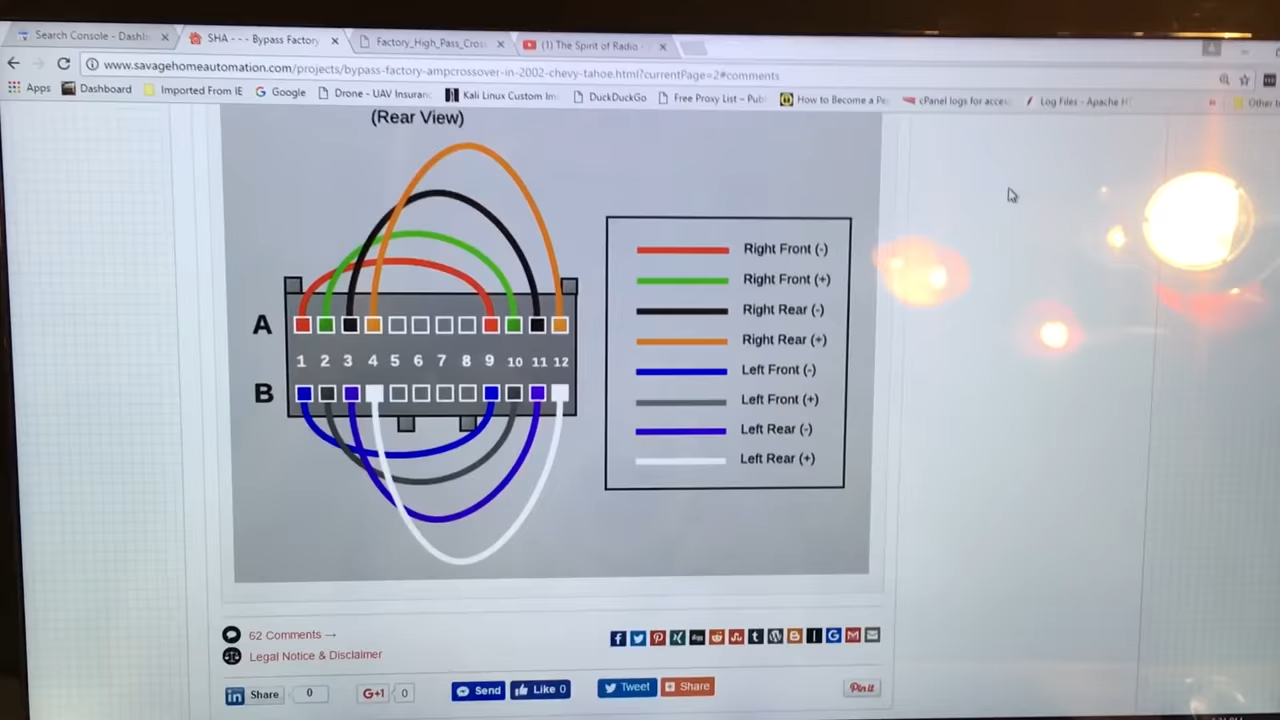 Search Console - Dashb
SHA - - - Bypass Factory
Factory_High_Pass_Cros
(1) The Spirit of Radio -
www.savagehomeautomation.com/projects/bypass-factory-ampcrossover-in-2002-chevy-tahoe.html?currentPage=2#comments
Apps Dashboard Imported From IE Google Drone - UAV Insuranc Kali Linux Custom Im DuckDuckGo Free Proxy List – Pub How to Become a Pe cPanel logs for acces Log Files - Apache H Other b
(Rear View)
Right Front (-)
Right Front (+)
Right Rear (-)
Right Rear (+)
Left Front (-)
Left Front (+)
Left Rear (-)
Left Rear (+)
A
1 2 3 4 5 6 7 8 9 10 11 12
B
62 Comments →
Legal Notice & Disclaimer
in Share 0 G+1 0 Send Like 0 Tweet Share Pin it